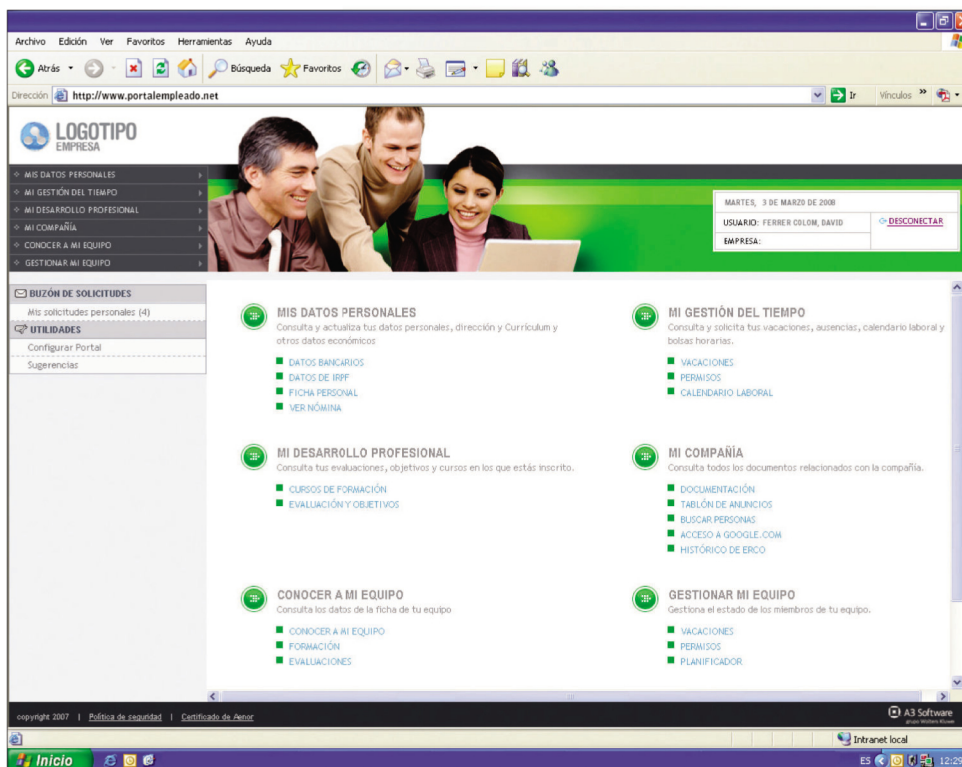 Archivo Edición Ver Favoritos Herramientas Ayuda
Atrás Búsqueda Favoritos
Dirección http://www.portalempleado.net Ir Vínculos »
LOGOTIPO
EMPRESA
MIS DATOS PERSONALES
MI GESTIÓN DEL TIEMPO
MI DESARROLLO PROFESIONAL
MI COMPAÑÍA
CONOCER A MI EQUIPO
GESTIONAR MI EQUIPO
MARTES, 3 DE MARZO DE 2008
USUARIO: FERRER COLOM, DAVID
DESCONECTAR
EMPRESA:
BUZÓN DE SOLICITUDES
Mis solicitudes personales (4)
UTILIDADES
Configurar Portal
Sugerencias
MIS DATOS PERSONALES
Consulta y actualiza tus datos personales, dirección y Currículum y
otros datos económicos
DATOS BANCARIOS
DATOS DE IRPF
FICHA PERSONAL
VER NÓMINA
MI GESTIÓN DEL TIEMPO
Consulta y solicita tus vacaciones, ausencias, calendario laboral y
bolsas horarias.
VACACIONES
PERMISOS
CALENDARIO LABORAL
MI DESARROLLO PROFESIONAL
Consulta tus evaluaciones, objetivos y cursos en los que estás inscrito.
CURSOS DE FORMACIÓN
EVALUACIÓN Y OBJETIVOS
MI COMPAÑÌA
Consulta todos los documentos relacionados con la compañía.
DOCUMENTACIÓN
TABLÓN DE ANUNCIOS
BUSCAR PERSONAS
ACCESO A GOOGLE.COM
HISTÓRICO DE ERCO
CONOCER A MI EQUIPO
Consulta los datos de la ficha de tu equipo
CONOCER A MI EQUIPO
FORMACIÓN
EVALUACIONES
GESTIONAR MI EQUIPO
Gestiona el estado de los miembros de tu equipo.
VACACIONES
PERMISOS
PLANIFICADOR
copyright 2007 | Política de seguridad | Certificado de Aenor
A3 Software
grupo Wolters Kluwer
Intranet local
Inicio
ES 12:29